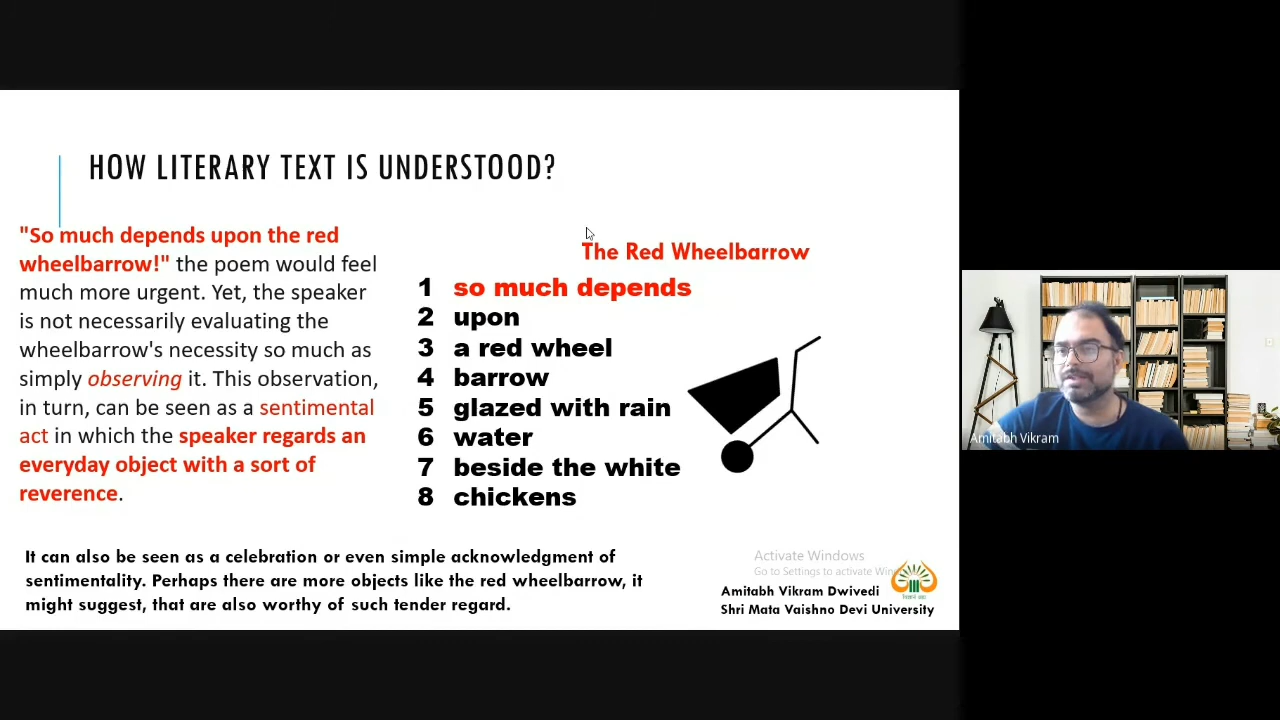 HOW LITERARY TEXT IS UNDERSTOOD?
"So much depends upon the red
wheelbarrow!" the poem would feel
much more urgent. Yet, the speaker
is not necessarily evaluating the
wheelbarrow's necessity so much as
simply observing it. This observation,
in turn, can be seen as a sentimental
act in which the speaker regards an
everyday object with a sort of
reverence.
The Red Wheelbarrow
1 so much depends
2 upon
3 a red wheel
4 barrow
5 glazed with rain
6 water
7 beside the white
8 chickens
It can also be seen as a celebration or even simple acknowledgment of
sentimentality. Perhaps there are more objects like the red wheelbarrow, it
might suggest, that are also worthy of such tender regard.
Activate Windows
Go to Settings to activate
Amitabh Vikram Dwivedi
Shri Mata Vaishno Devi University
Amitabh Vikram